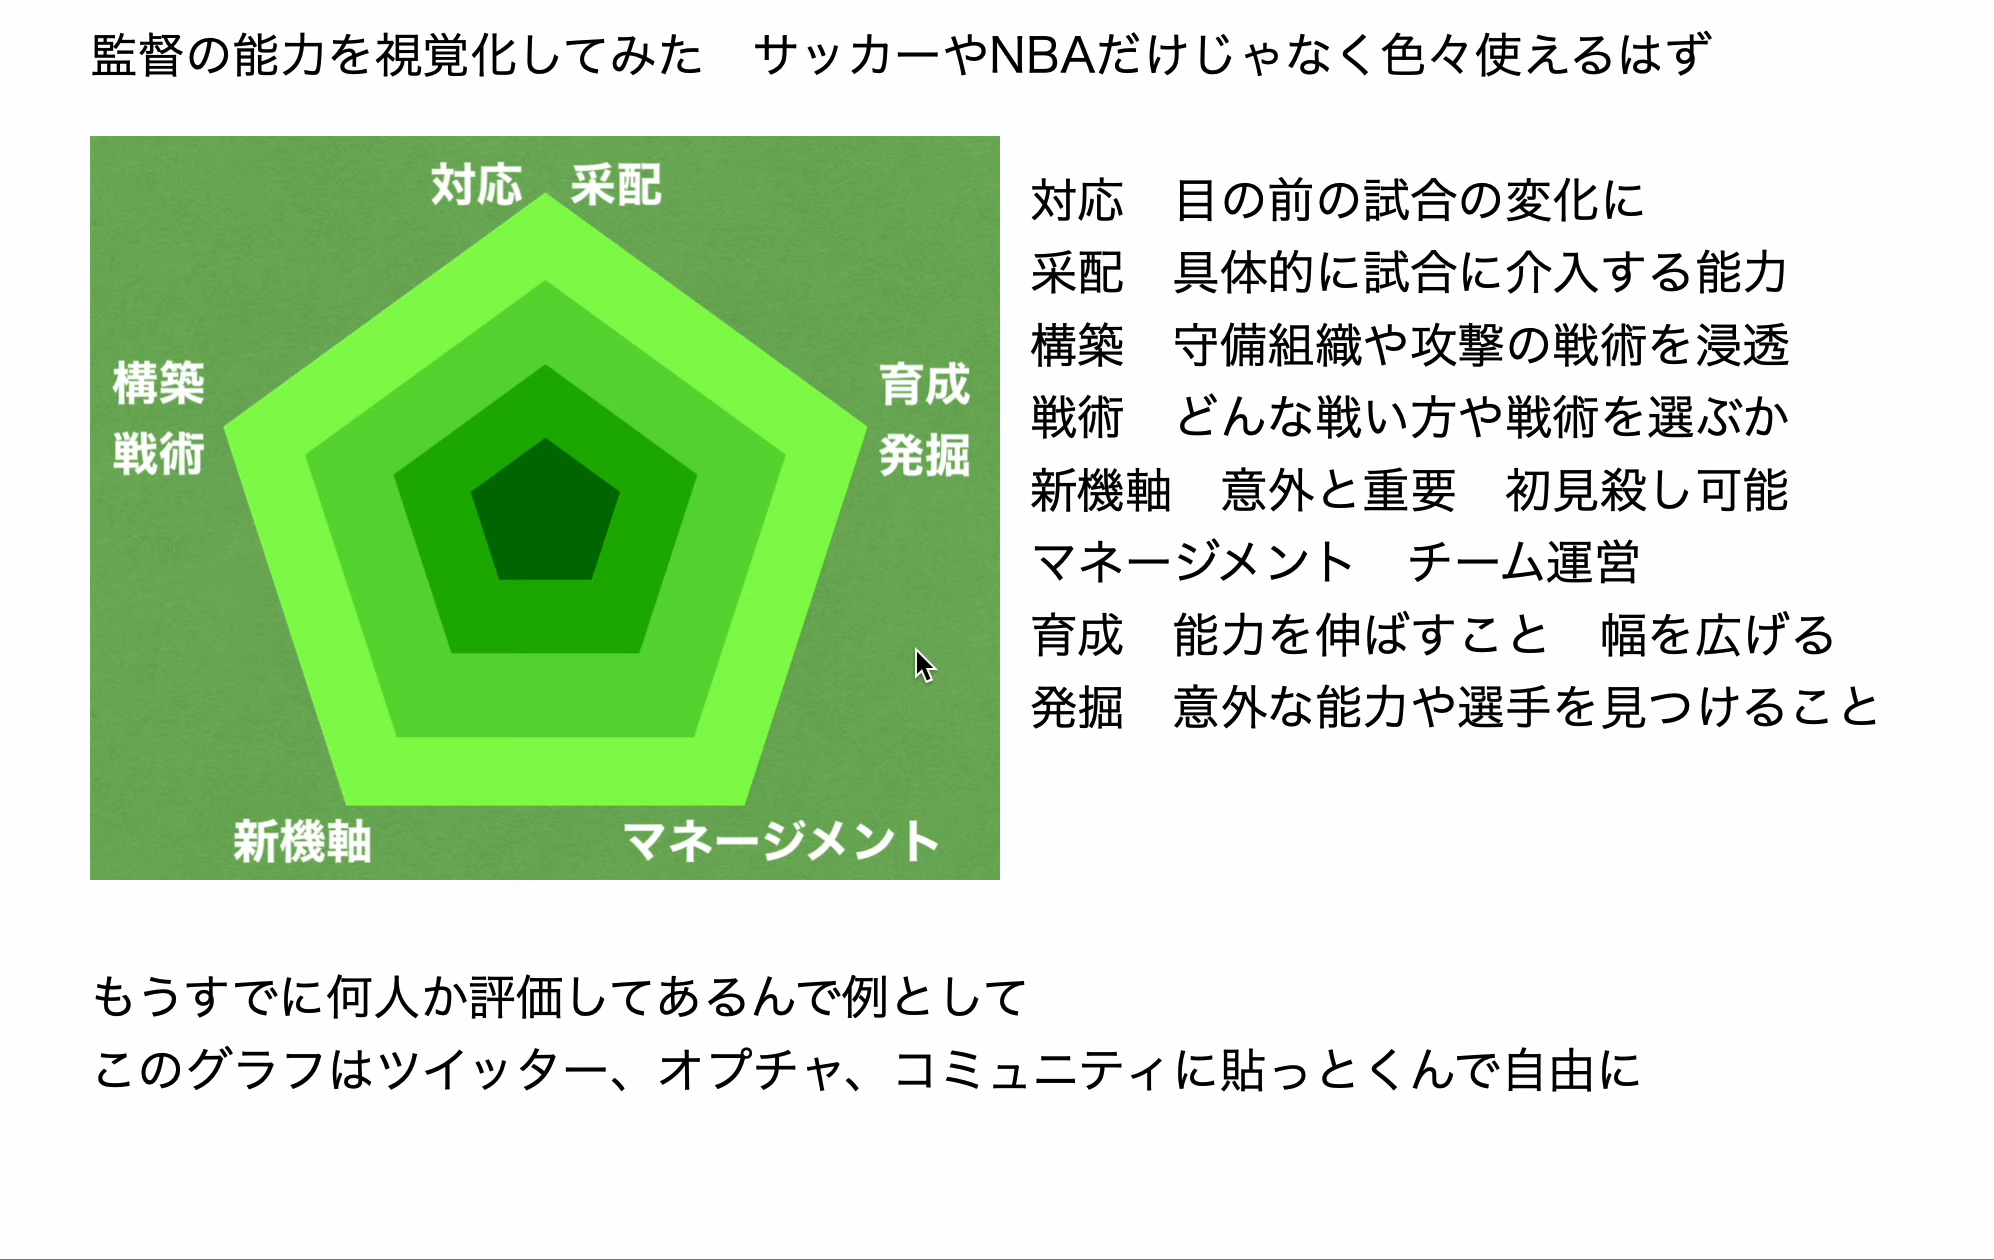 監督の能力を視覚化してみた　サッカーやNBAだけじゃなく色々使えるはず
対応　采配
構築
戦術
育成
発掘
新機軸
マネージメント
対応　目の前の試合の変化に
采配　具体的に試合に介入する能力
構築　守備組織や攻撃の戦術を浸透
戦術　どんな戦い方や戦術を選ぶか
新機軸　意外と重要　初見殺し可能
マネージメント　チーム運営
育成　能力を伸ばすこと　幅を広げる
発掘　意外な能力や選手を見つけること
もうすでに何人か評価してあるんで例として
このグラフはツイッター、オプチャ、コミュニティに貼っとくんで自由に